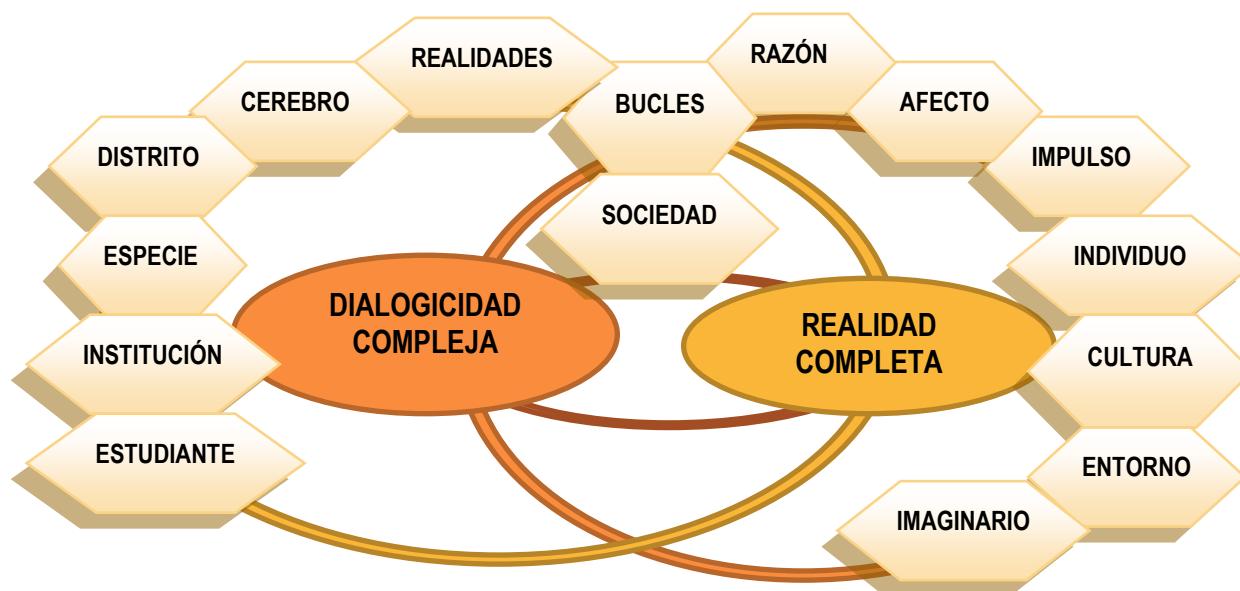 REALIDADES
RAZÓN
CEREBRO
BUCLES
AFECTO
DISTRITO
IMPULSO
SOCIEDAD
ESPECIE
INDIVIDUO
DIALOGICIDAD
COMPLEJA
REALIDAD
COMPLETA
INSTITUCIÓN
CULTURA
ESTUDIANTE
ENTORNO
IMAGINARIO